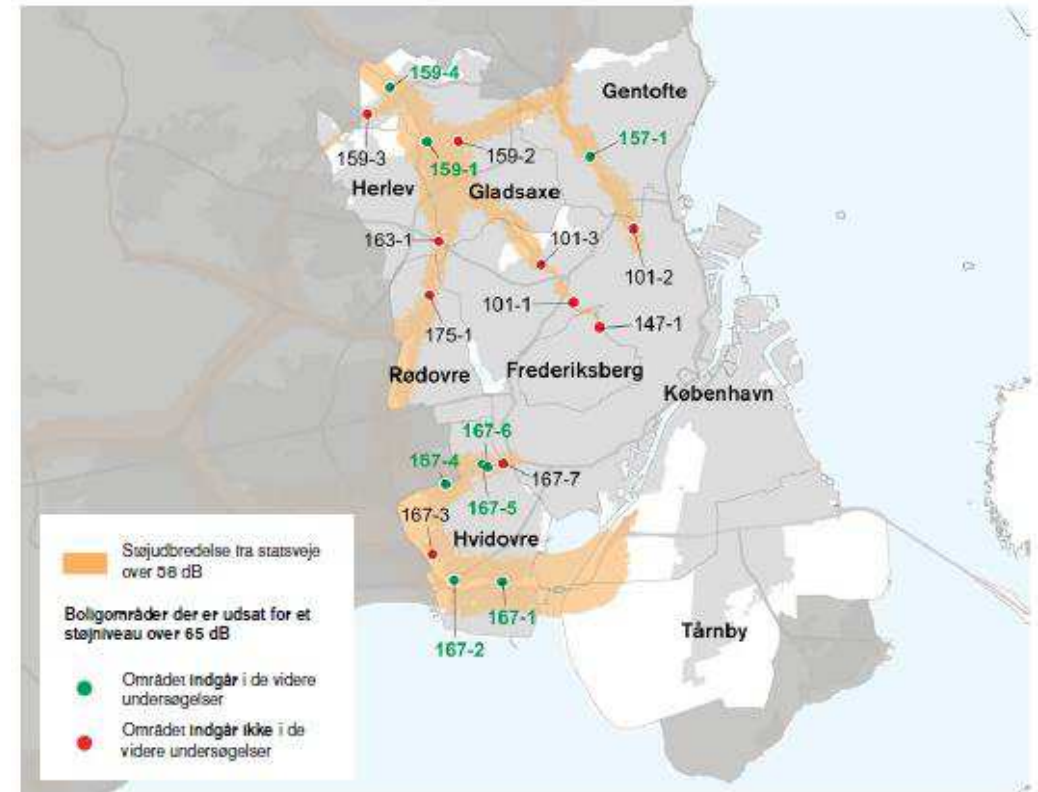 159-4
Gentofte
157-1
159-3
159-1
159-2
Herlev
Gladsaxe
163-1
101-3
101-2
101-1
175-1
147-1
Rødovre
Frederiksberg
København
167-6
167-4
167-7
167-5
167-3
Hvidovre
167-1
167-2
Tårnby
Støjudbredelse fra statsveje
over 58 dB
Boligområder der er udsat for et
støjniveau over 65 dB
Området indgår i de videre
undersøgelser
Området indgår ikke i de
videre undersøgelser